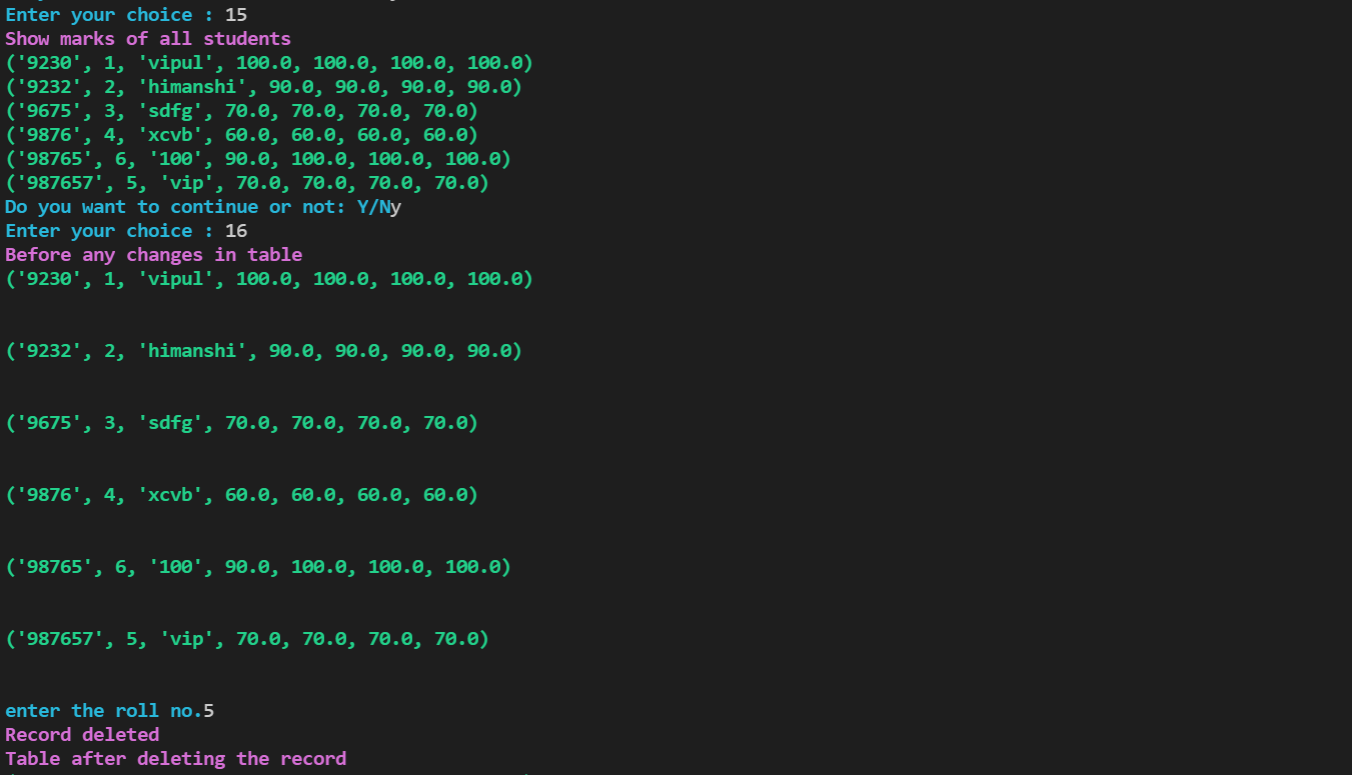 Enter your choice : 15
Show marks of all students
('9230', 1, 'vipul', 100.0, 100.0, 100.0, 100.0)
('9232', 2, 'himanshi', 90.0, 90.0, 90.0, 90.0)
('9675', 3, 'sdfg', 70.0, 70.0, 70.0, 70.0)
('9876', 4, 'xcvb', 60.0, 60.0, 60.0, 60.0)
('98765', 6, '100', 90.0, 100.0, 100.0, 100.0)
('987657', 5, 'vip', 70.0, 70.0, 70.0, 70.0)
Do you want to continue or not: Y/Ny
Enter your choice : 16
Before any changes in table
('9230', 1, 'vipul', 100.0, 100.0, 100.0, 100.0)
('9232', 2, 'himanshi', 90.0, 90.0, 90.0, 90.0)
('9675', 3, 'sdfg', 70.0, 70.0, 70.0, 70.0)
('9876', 4, 'xcvb', 60.0, 60.0, 60.0, 60.0)
('98765', 6, '100', 90.0, 100.0, 100.0, 100.0)
('987657', 5, 'vip', 70.0, 70.0, 70.0, 70.0)
enter the roll no.5
Record deleted
Table after deleting the record